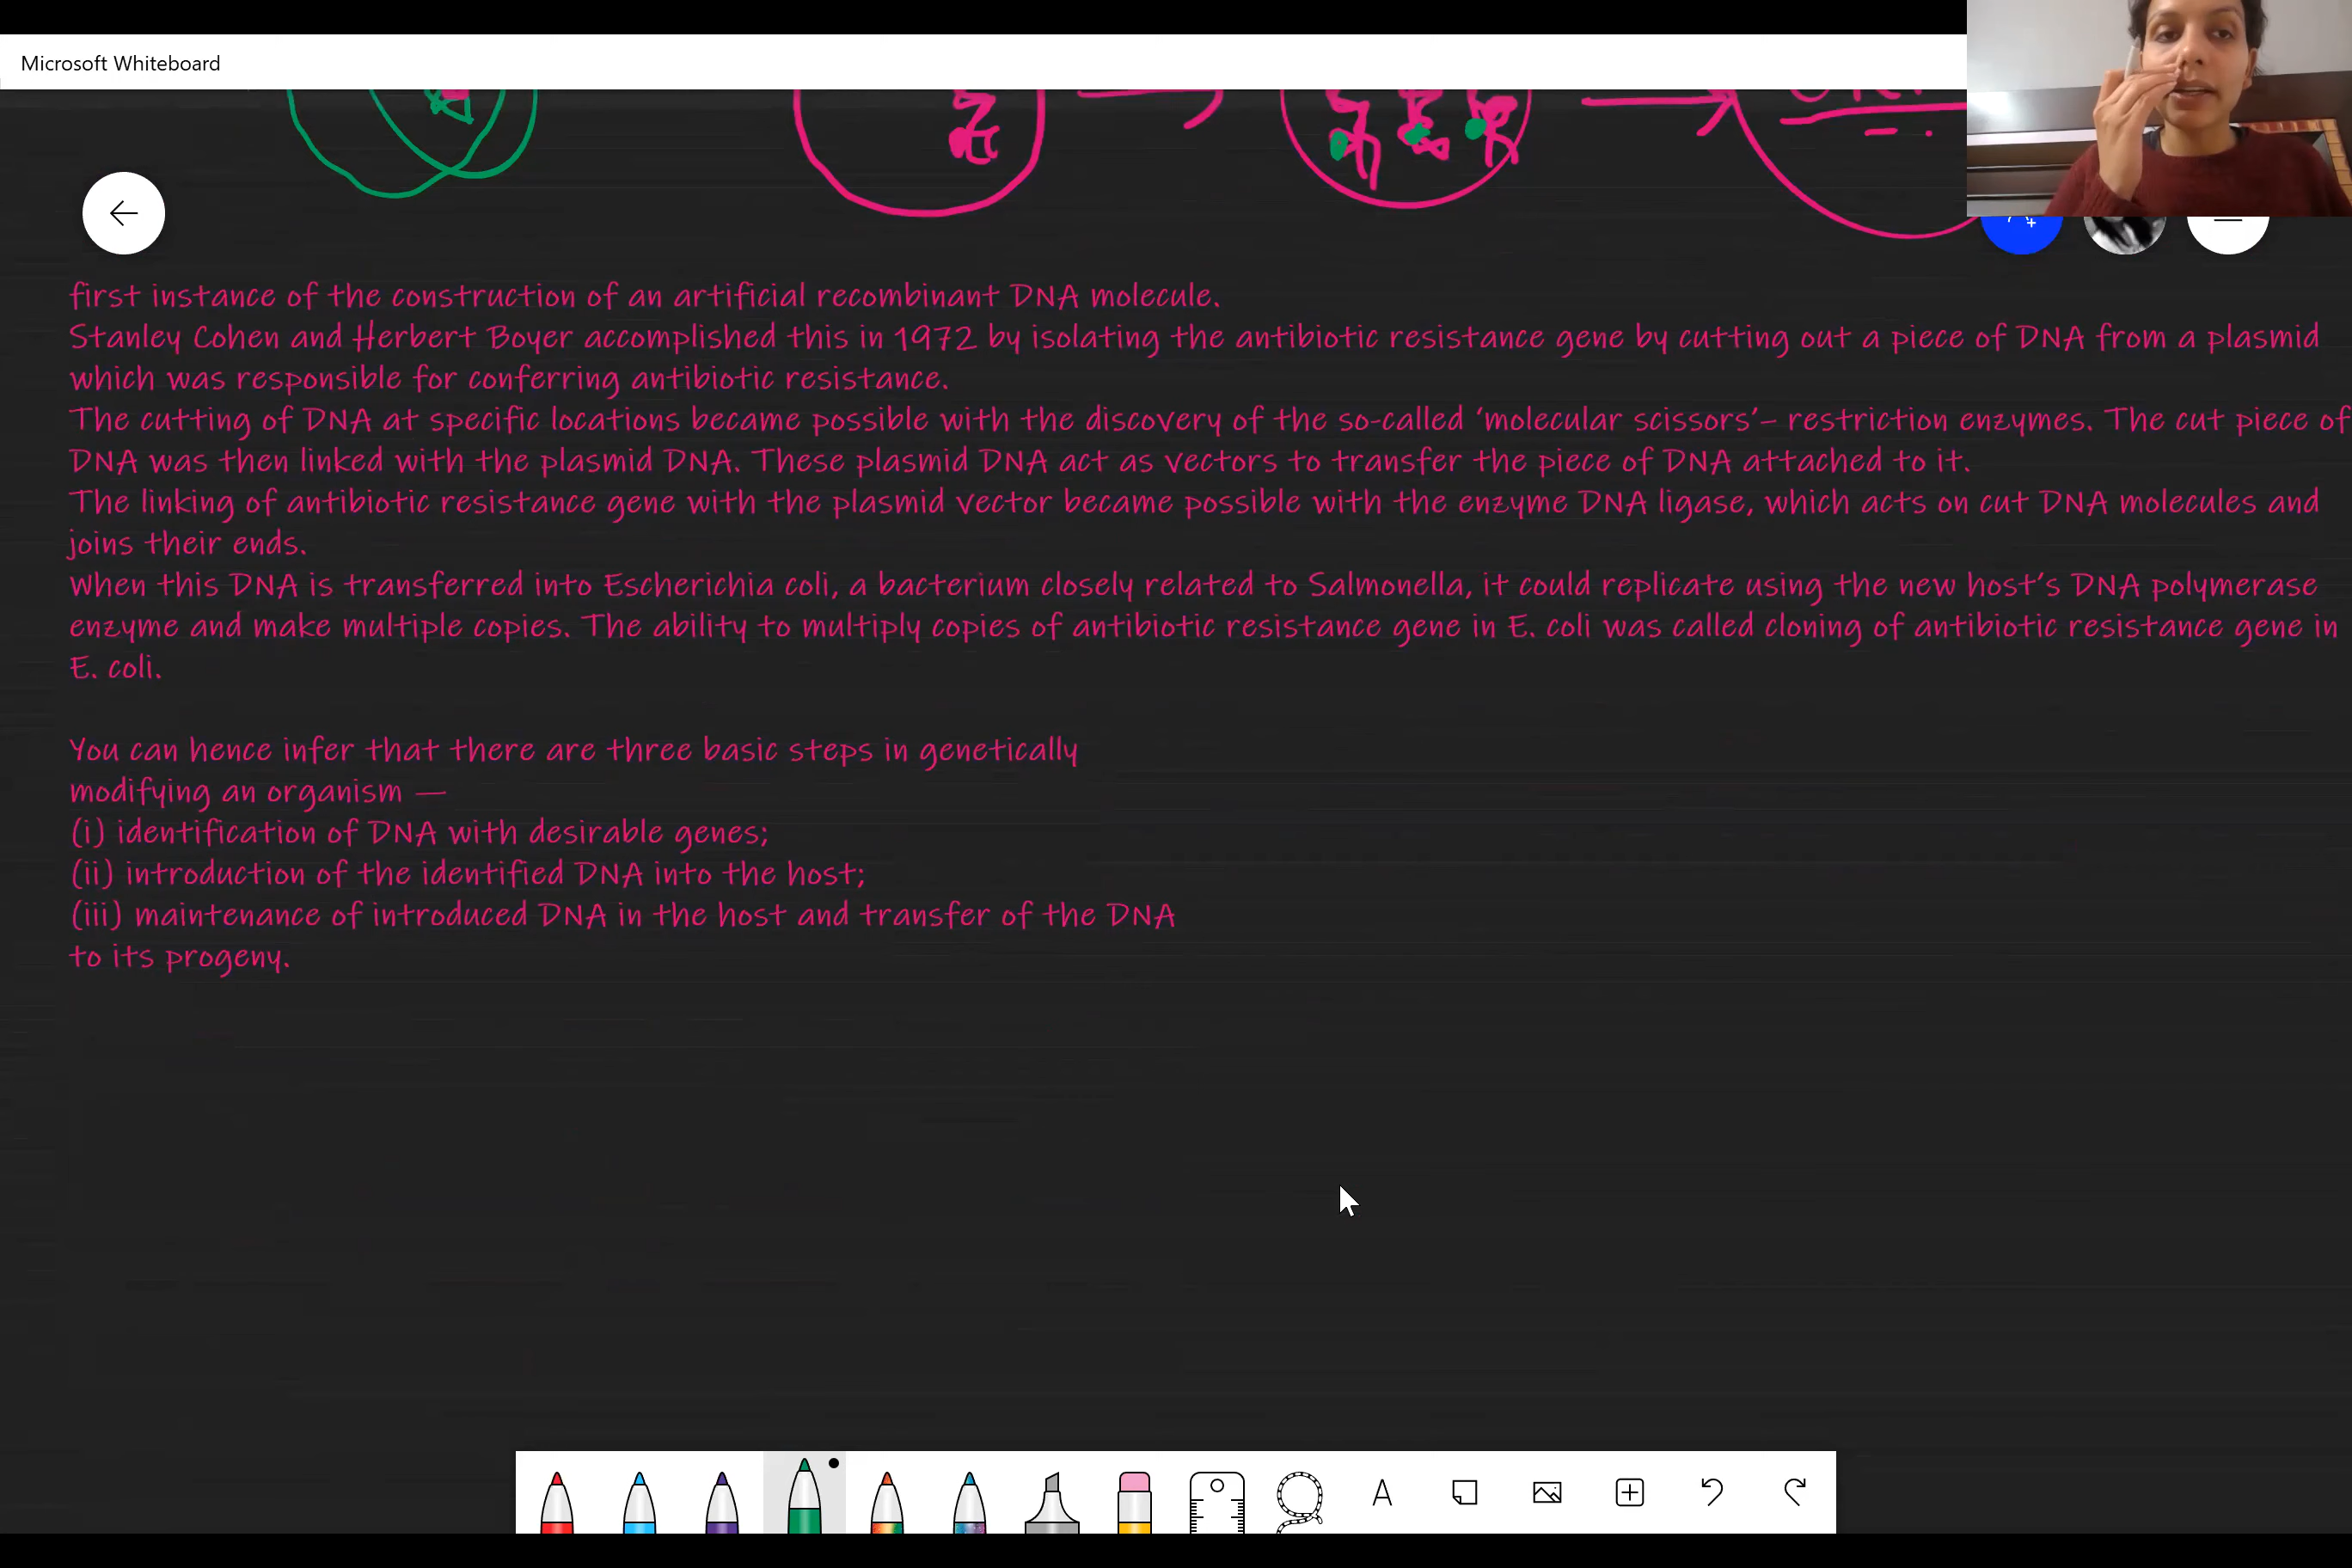 Microsoft Whiteboard
first instance of the construction of an artificial recombinant DNA molecule.
Stanley Cohen and Herbert Boyer accomplished this in 1972 by isolating the antibiotic resistance gene by cutting out a piece of DNA from a plasmid
which was responsible for conferring antibiotic resistance.
The cutting of DNA at specific locations became possible with the discovery of the so-called ‘molecular scissors’– restriction enzymes. The cut piece of
DNA was then linked with the plasmid DNA. These plasmid DNA act as vectors to transfer the piece of DNA attached to it.
The linking of antibiotic resistance gene with the plasmid vector became possible with the enzyme DNA ligase, which acts on cut DNA molecules and
joins their ends.
When this DNA is transferred into Escherichia coli, a bacterium closely related to Salmonella, it could replicate using the new host’s DNA polymerase
enzyme and make multiple copies. The ability to multiply copies of antibiotic resistance gene in E. coli was called cloning of antibiotic resistance gene in
E. coli.
You can hence infer that there are three basic steps in genetically
modifying an organism —
(i) identification of DNA with desirable genes;
(ii) introduction of the identified DNA into the host;
(iii) maintenance of introduced DNA in the host and transfer of the DNA
to its progeny.